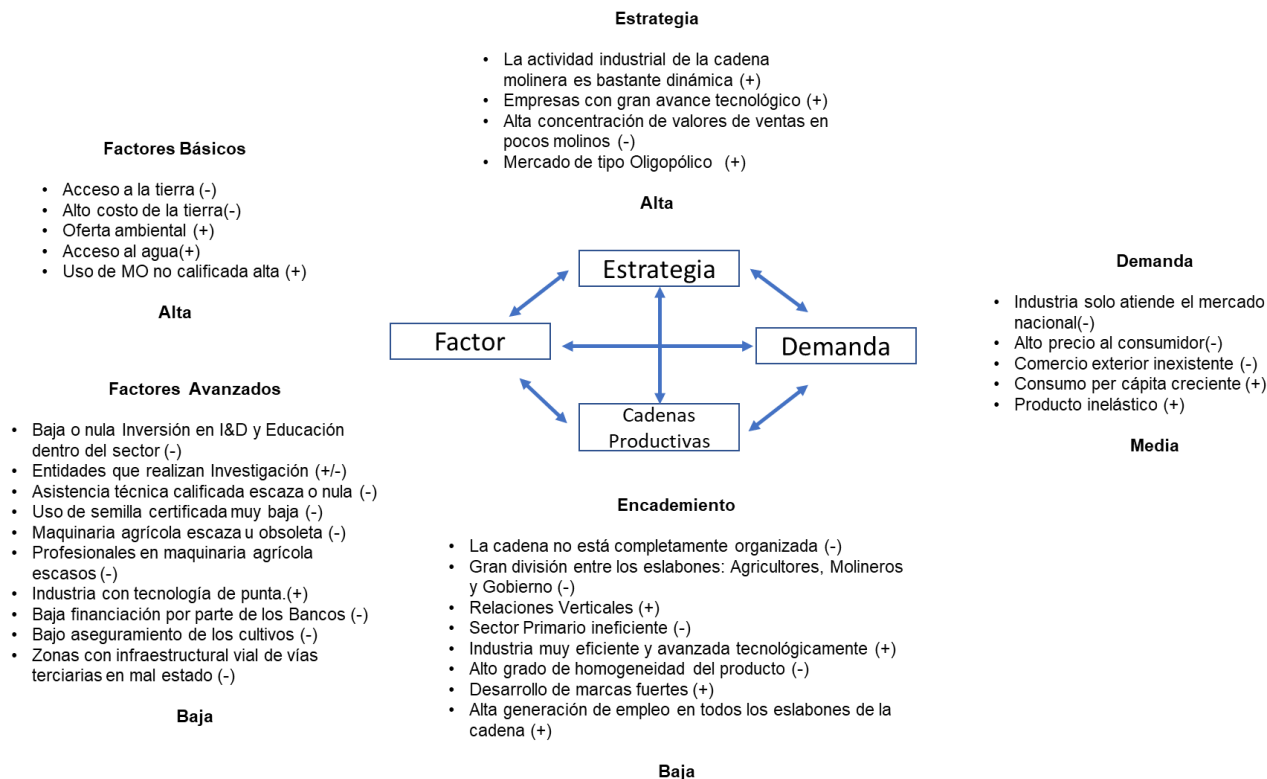 Estrategia
• La actividad industrial de la cadena
molinera es bastante dinámica (+)
• Empresas con gran avance tecnológico (+)
• Alta concentración de valores de ventas en
pocos molinos (-)
• Mercado de tipo Oligopólico (+)
Alta
Factores Básicos
• Acceso a la tierra (-)
• Alto costo de la tierra(-)
• Oferta ambiental (+)
• Acceso al agua(+)
• Uso de MO no calificada alta (+)
Alta
Estrategia
Factor
Demanda
Cadenas
Productivas
Demanda
• Industria solo atiende el mercado
nacional(-)
• Alto precio al consumidor(-)
• Comercio exterior inexistente (-)
• Consumo per cápita creciente (+)
• Producto inelástico (+)
Media
Factores Avanzados
• Baja o nula Inversión en I&D y Educación
dentro del sector (-)
• Entidades que realizan Investigación (+/-)
• Asistencia técnica calificada escaza o nula (-)
• Uso de semilla certificada muy baja (-)
• Maquinaria agrícola escaza u obsoleta (-)
• Profesionales en maquinaria agrícola
escasos (-)
• Industria con tecnología de punta.(+)
• Baja financiación por parte de los Bancos (-)
• Bajo aseguramiento de los cultivos (-)
• Zonas con infraestructural vial de vías
terciarias en mal estado (-)
Baja
Encademiento
• La cadena no está completamente organizada (-)
• Gran división entre los eslabones: Agricultores, Molineros
y Gobierno (-)
• Relaciones Verticales (+)
• Sector Primario ineficiente (-)
• Industria muy eficiente y avanzada tecnológicamente (+)
• Alto grado de homogeneidad del producto (-)
• Desarrollo de marcas fuertes (+)
• Alta generación de empleo en todos los eslabones de la
cadena (+)
Baja